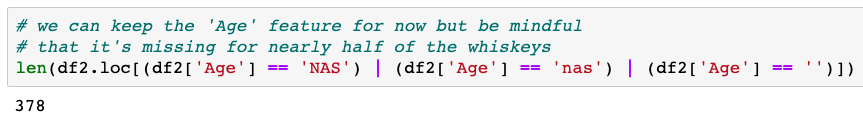 # we can keep the 'Age' feature for now but be mindful
# that it's missing for nearly half of the whiskeys
len(df2.loc[(df2['Age'] == 'NAS') | (df2['Age'] == 'nas') | (df2['Age'] == '')])
378